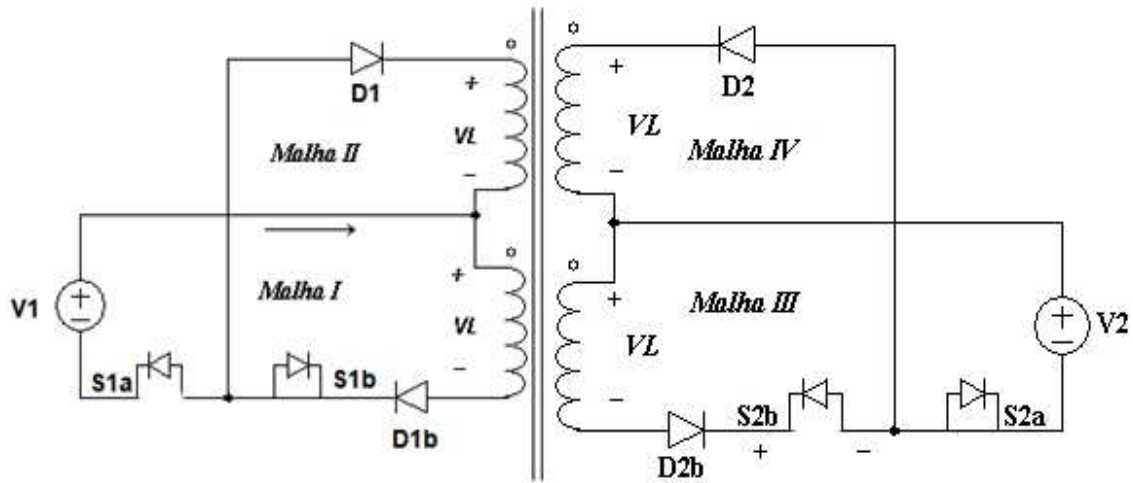 D1
D2
+
+
VL
VL
Malha II
Malha IV
–
–
+
+
Malha I
Malha III
V1
V2
+
–
+
–
VL
VL
–
–
S1a
S1b
S2b
S2a
D1b
D2b
+
–